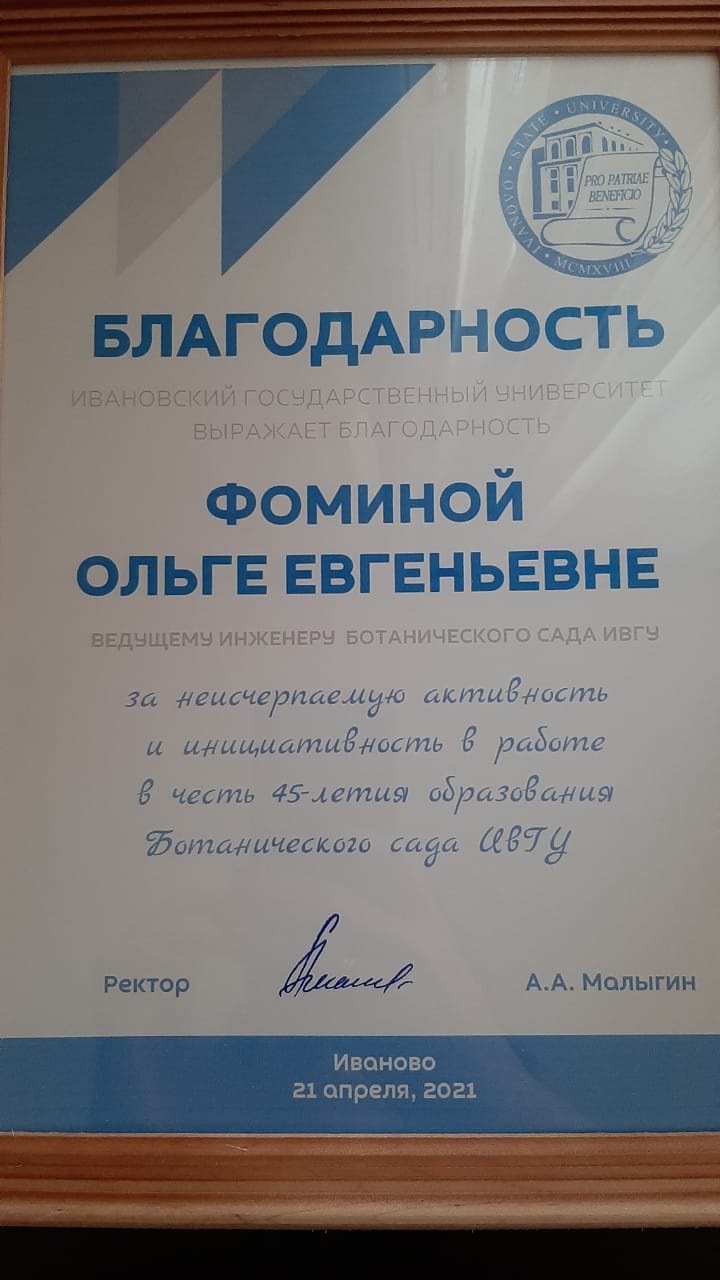 IVANOVO • STATE • UNIVERSITY • MCMXVIII
PRO PATRIAE
BENEFICIO
БЛАГОДАРНОСТЬ
ИВАНОВСКИЙ ГОСУДАРСТВЕННЫЙ УНИВЕРСИТЕТ
ВЫРАЖАЕТ БЛАГОДАРНОСТЬ
ФОМИНОЙ
ОЛЬГЕ ЕВГЕНЬЕВНЕ
ВЕДУЩЕМУ ИНЖЕНЕРУ БОТАНИЧЕСКОГО САДА ИВГУ
за неисчерпаемую активность
и инициативность в работе
в честь 45-летия образования
Ботанического сада ИвГУ
Ректор
А.А. Малыгин
Иваново
21 апреля, 2021